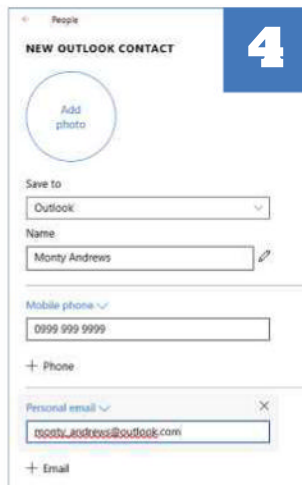 People
4
NEW OUTLOOK CONTACT
Add
photo
Save to
Outlook
Name
Monty Andrews
Mobile phone
0999 999 9999
+ Phone
Personal email
monty_andrews@outlook.com
+ Email